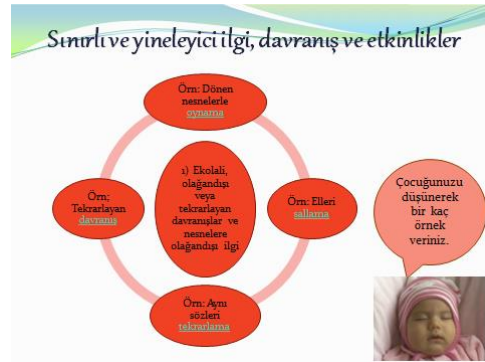 Sınırlı ve yineleyici ilgi, davranış ve etkinlikler
Örn: Dönen
nesnelerle
oynama
1) Ekolali,
olağandışı
veya
tekrarlayan
davranışlar ve
nesnelere
olağandışı ilgi
Örn;
Tekrarlayan
davranış
Örn: Elleri
sallama
Örn: Aynı
sözleri
tekrarlama
Çocuğunuzu
düşünerek
bir kaç
örnek
veriniz.